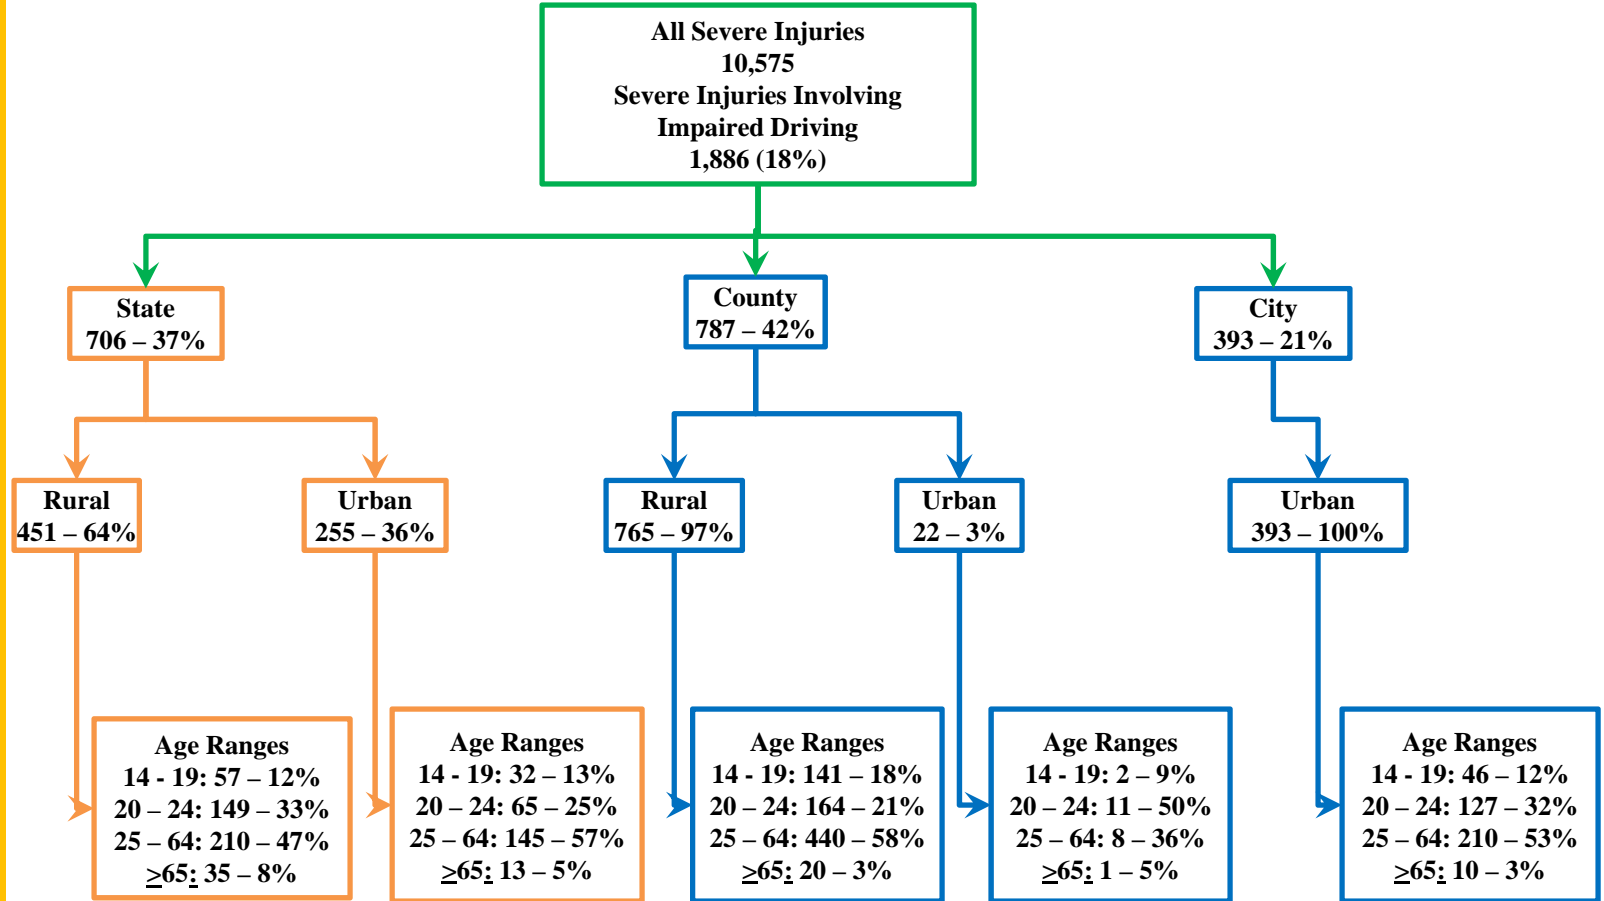 All Severe Injuries
10,575
Severe Injuries Involving
Impaired Driving
1,886 (18%)
State
706 – 37%
County
787 – 42%
City
393 – 21%
Rural
451 – 64%
Urban
255 – 36%
Rural
765 – 97%
Urban
22 – 3%
Urban
393 – 100%
Age Ranges
14 - 19: 57 – 12%
20 – 24: 149 – 33%
25 – 64: 210 – 47%
≥65: 35 – 8%
Age Ranges
14 - 19: 32 – 13%
20 – 24: 65 – 25%
25 – 64: 145 – 57%
≥65: 13 – 5%
Age Ranges
14 - 19: 141 – 18%
20 – 24: 164 – 21%
25 – 64: 440 – 58%
≥65: 20 – 3%
Age Ranges
14 - 19: 2 – 9%
20 – 24: 11 – 50%
25 – 64: 8 – 36%
≥65: 1 – 5%
Age Ranges
14 - 19: 46 – 12%
20 – 24: 127 – 32%
25 – 64: 210 – 53%
≥65: 10 – 3%